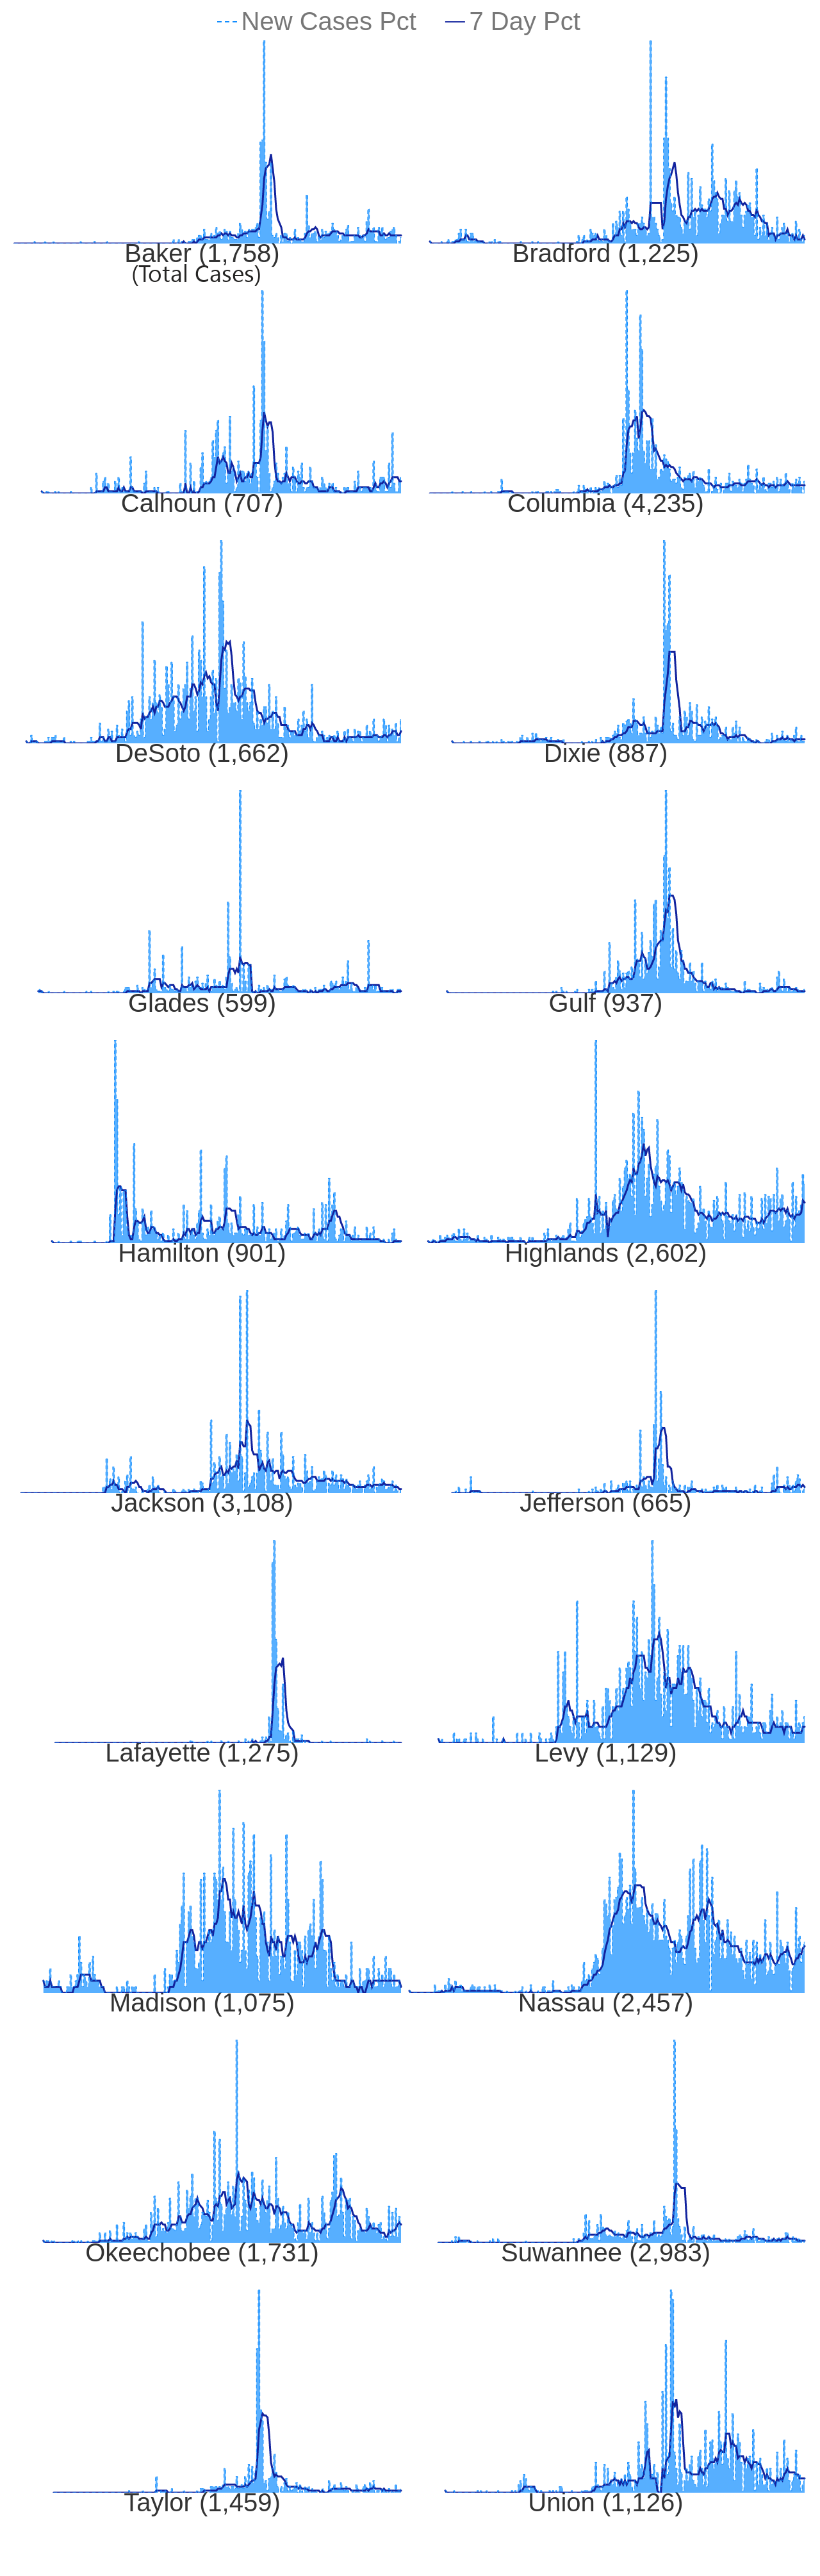 New Cases Pct 7 Day Pct
Baker (1,758) Bradford (1,225)
(Total Cases)
Calhoun (707) Columbia (4,235)
DeSoto (1,662) Dixie (887)
Glades (599) Gulf (937)
Hamilton (901) Highlands (2,602)
Jackson (3,108) Jefferson (665)
Lafayette (1,275) Levy (1,129)
Madison (1,075) Nassau (2,457)
Okeechobee (1,731) Suwannee (2,983)
Taylor (1,459) Union (1,126)